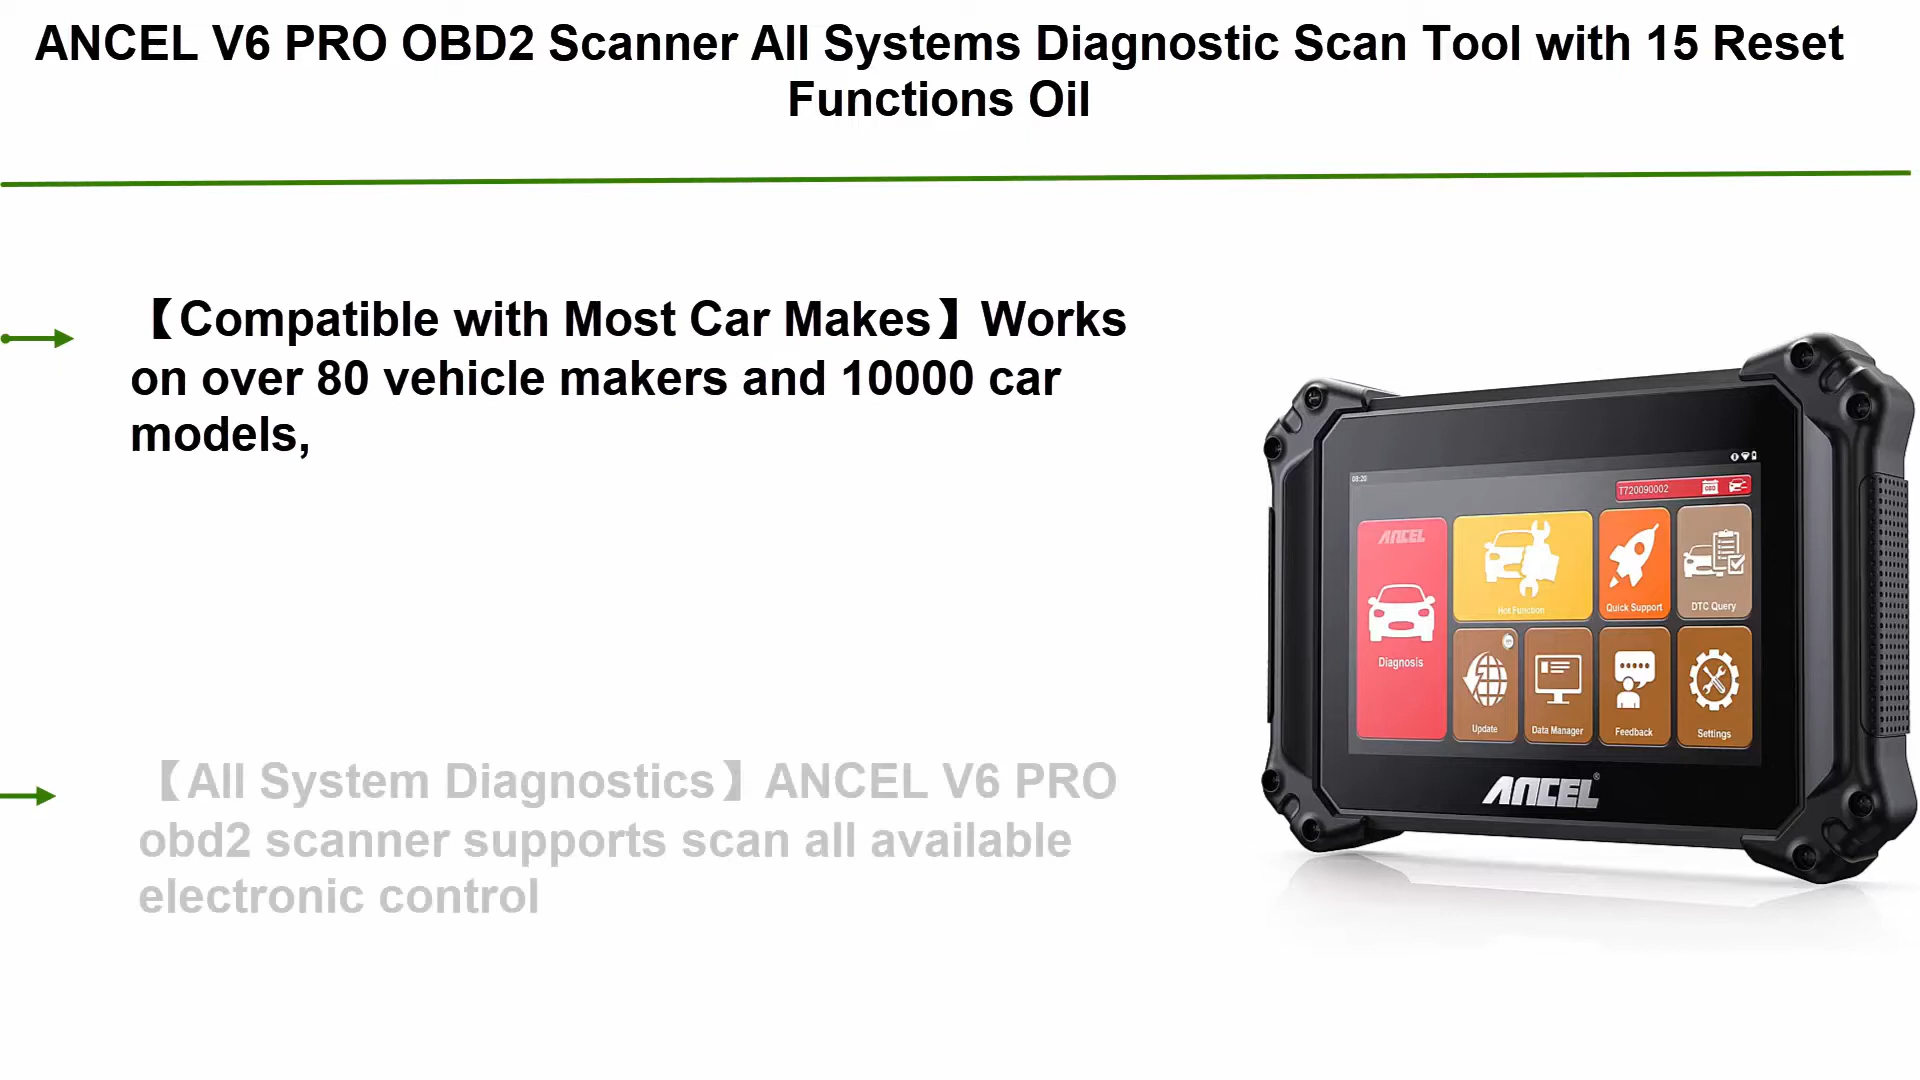 ANCEL V6 PRO OBD2 Scanner All Systems Diagnostic Scan Tool with 15 Reset
Functions Oil
【Compatible with Most Car Makes】Works
on over 80 vehicle makers and 10000 car
models,
08:20
T720090002
OBD
ANCEL
Diagnosis
Hot Function
Quick Support
DTC Query
Update
Data Manager
Feedback
Settings
ANCEL®
【All System Diagnostics】ANCEL V6 PRO
obd2 scanner supports scan all available
electronic control